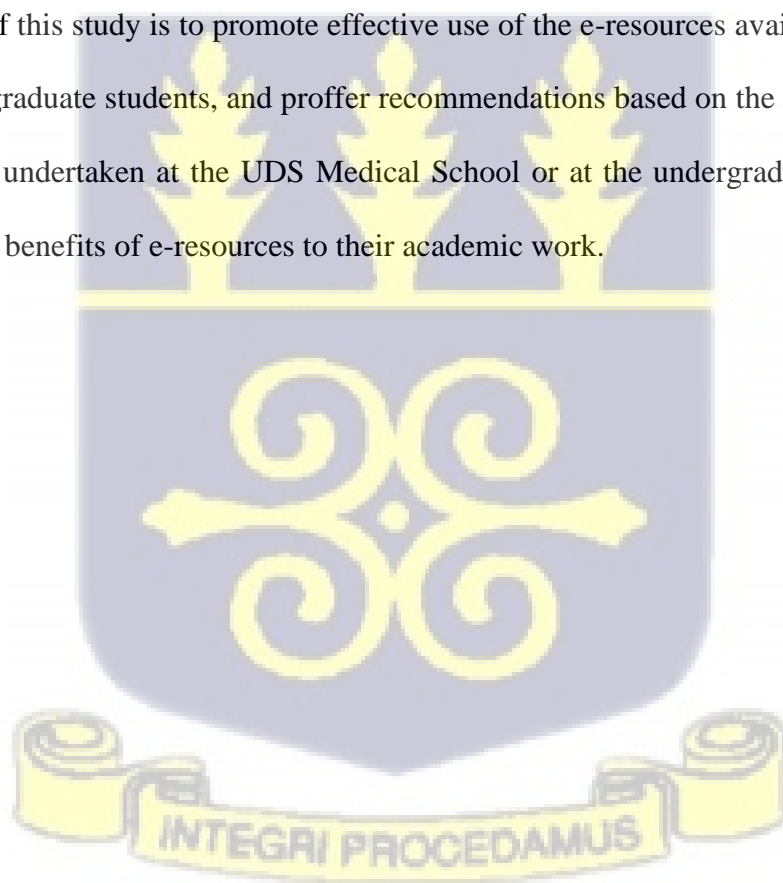 f this study is to promote effective use of the e-resources avai
graduate students, and proffer recommendations based on the
undertaken at the UDS Medical School or at the undergrad
benefits of e-resources to their academic work.
INTEGRI PROCEDAMUS